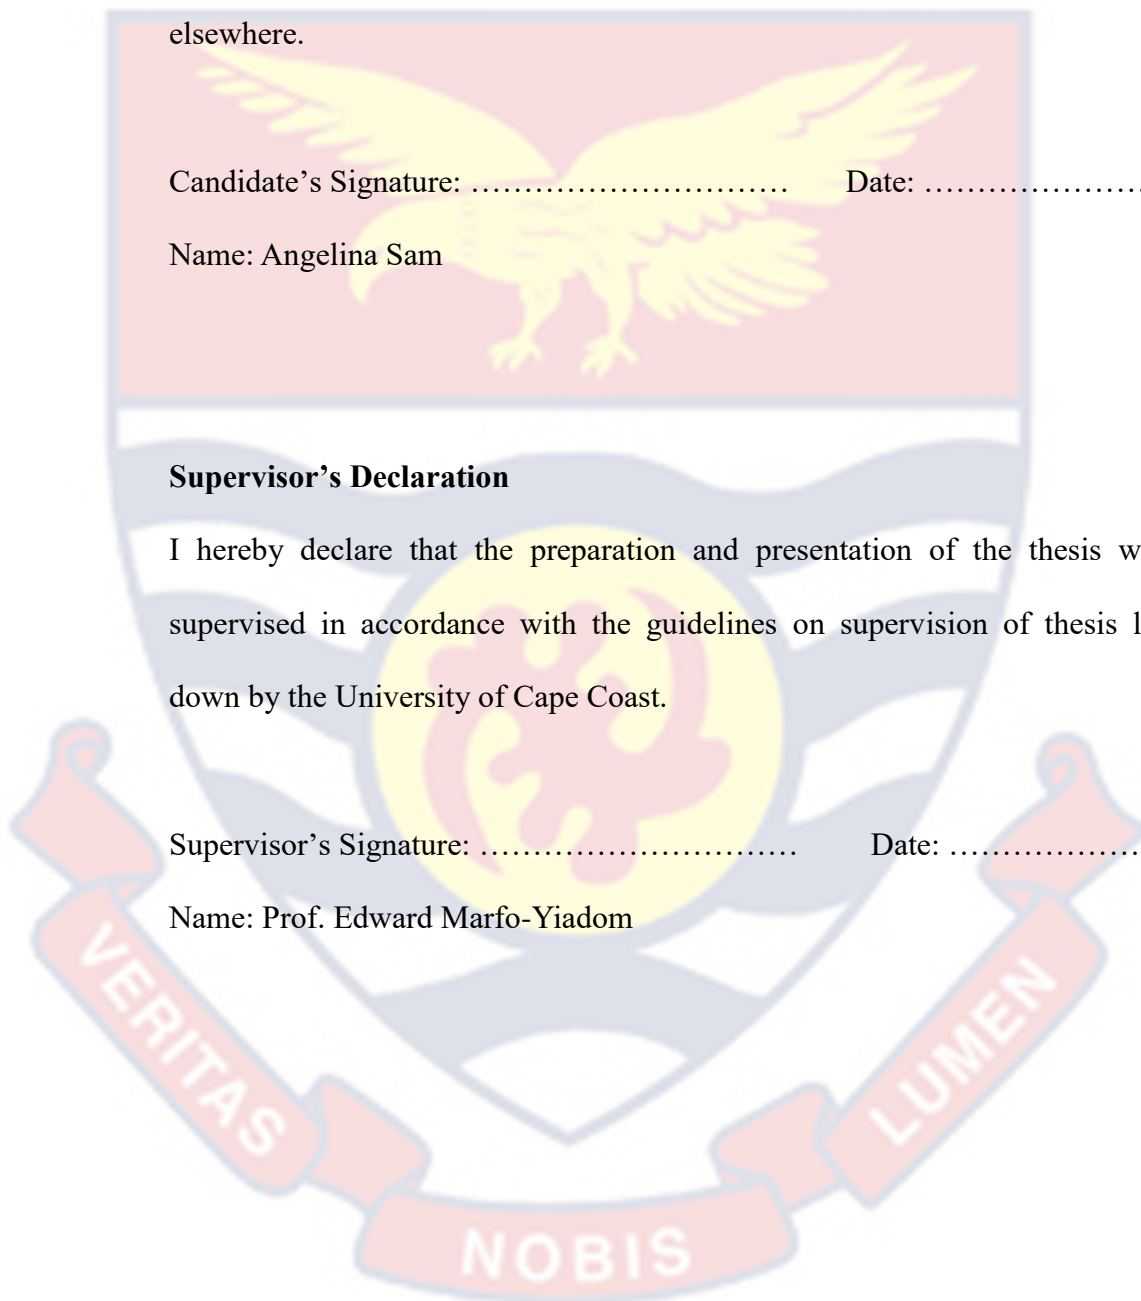 elsewhere.
Candidate's Signature: …………………………… Date: …………………
Name: Angelina Sam
Supervisor's Declaration
I hereby declare that the preparation and presentation of the thesis w
supervised in accordance with the guidelines on supervision of thesis l
down by the University of Cape Coast.
Supervisor's Signature: …………………………… Date: ………………
Name: Prof. Edward Marfo-Yiadom
VERITAS
NOBIS
LUMEN